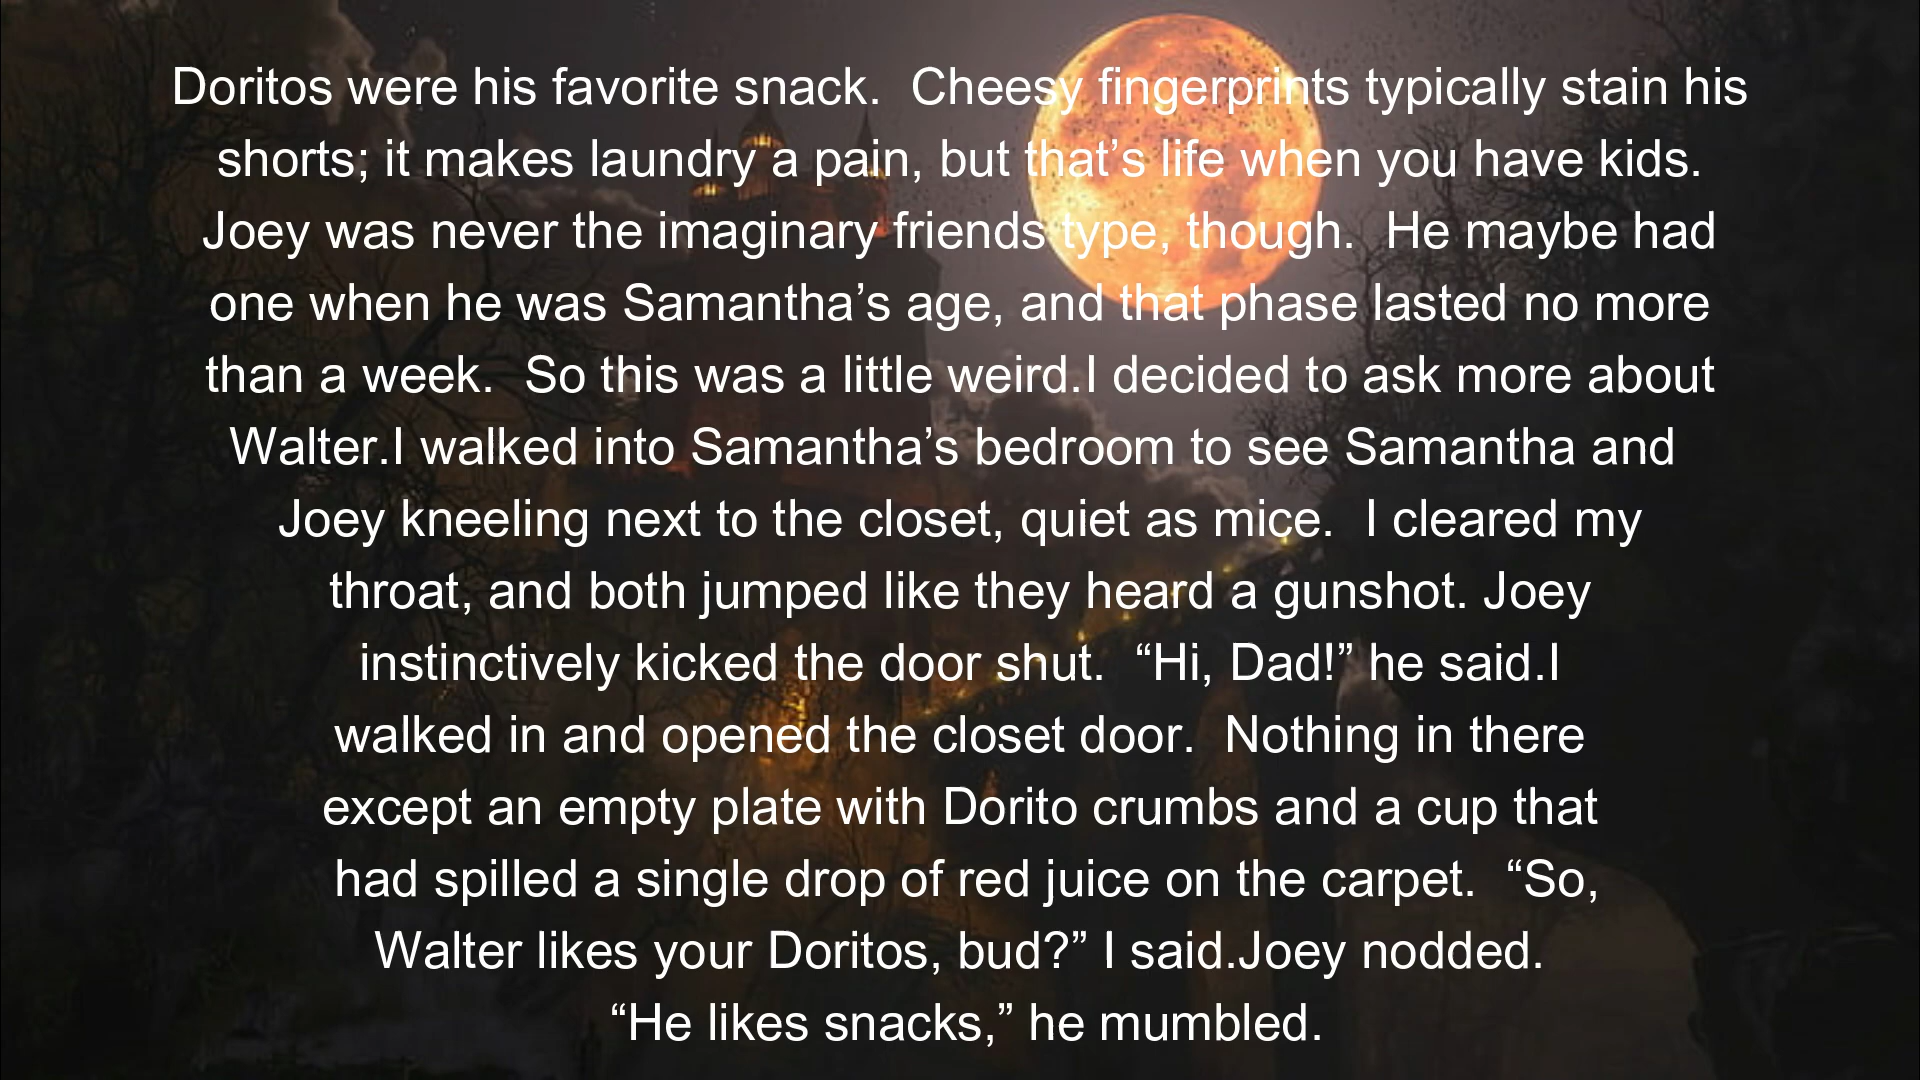 Doritos were his favorite snack.  Cheesy fingerprints typically stain his
shorts; it makes laundry a pain, but that’s life when you have kids.
Joey was never the imaginary friends type, though.  He maybe had
one when he was Samantha’s age, and that phase lasted no more
than a week.  So this was a little weird.I decided to ask more about
Walter.I walked into Samantha’s bedroom to see Samantha and
Joey kneeling next to the closet, quiet as mice.  I cleared my
throat, and both jumped like they heard a gunshot. Joey
instinctively kicked the door shut.  “Hi, Dad!” he said.I
walked in and opened the closet door.  Nothing in there
except an empty plate with Dorito crumbs and a cup that
had spilled a single drop of red juice on the carpet.  “So,
Walter likes your Doritos, bud?” I said.Joey nodded.
“He likes snacks,” he mumbled.